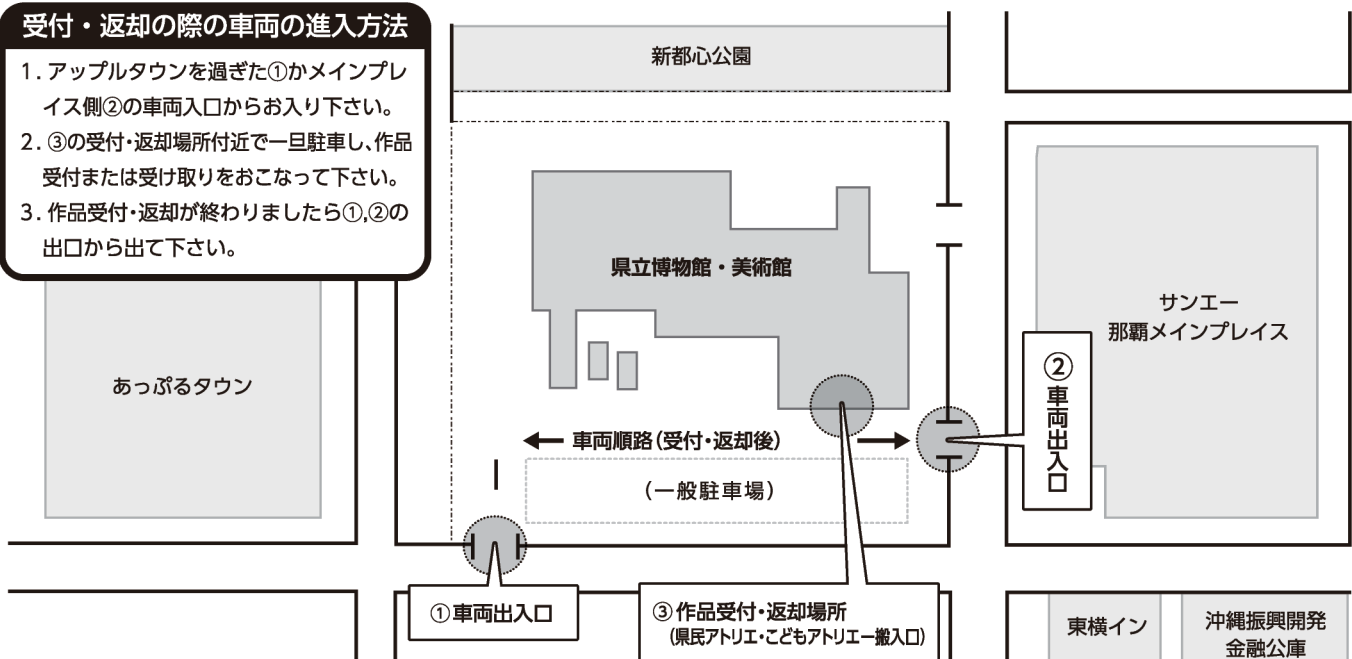 受付・返却の際の車両の進入方法
1. アップルタウンを過ぎた①かメインプレ
イス側②の車両入口からお入り下さい。
2. ③の受付・返却場所付近で一旦駐車し、作品
受付または受け取りをおこなって下さい。
3. 作品受付・返却が終わりましたら①,②の
出口から出て下さい。
新都心公園
県立博物館・美術館
サンエー
那覇メインプレイス
あっぷるタウン
②車両出入口
車両順路(受付・返却後)
(一般駐車場)
①車両出入口
③作品受付・返却場所
(県民アトリエ・こどもアトリエー搬入口)
東横イン
沖縄振興開発
金融公庫